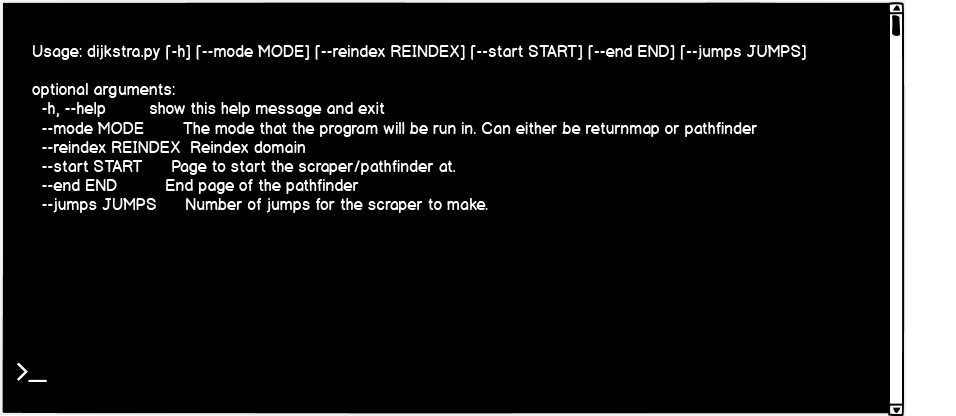 Usage: dijkstra.py [-h] [--mode MODE] [--reindex REINDEX] [--start START] [--end END] [--jumps JUMPS]
optional arguments:
-h, --help show this help message and exit
--mode MODE The mode that the program will be run in. Can either be returnmap or pathfinder
--reindex REINDEX Reindex domain
--start START Page to start the scraper/pathfinder at.
--end END End page of the pathfinder
--jumps JUMPS Number of jumps for the scraper to make.
>_